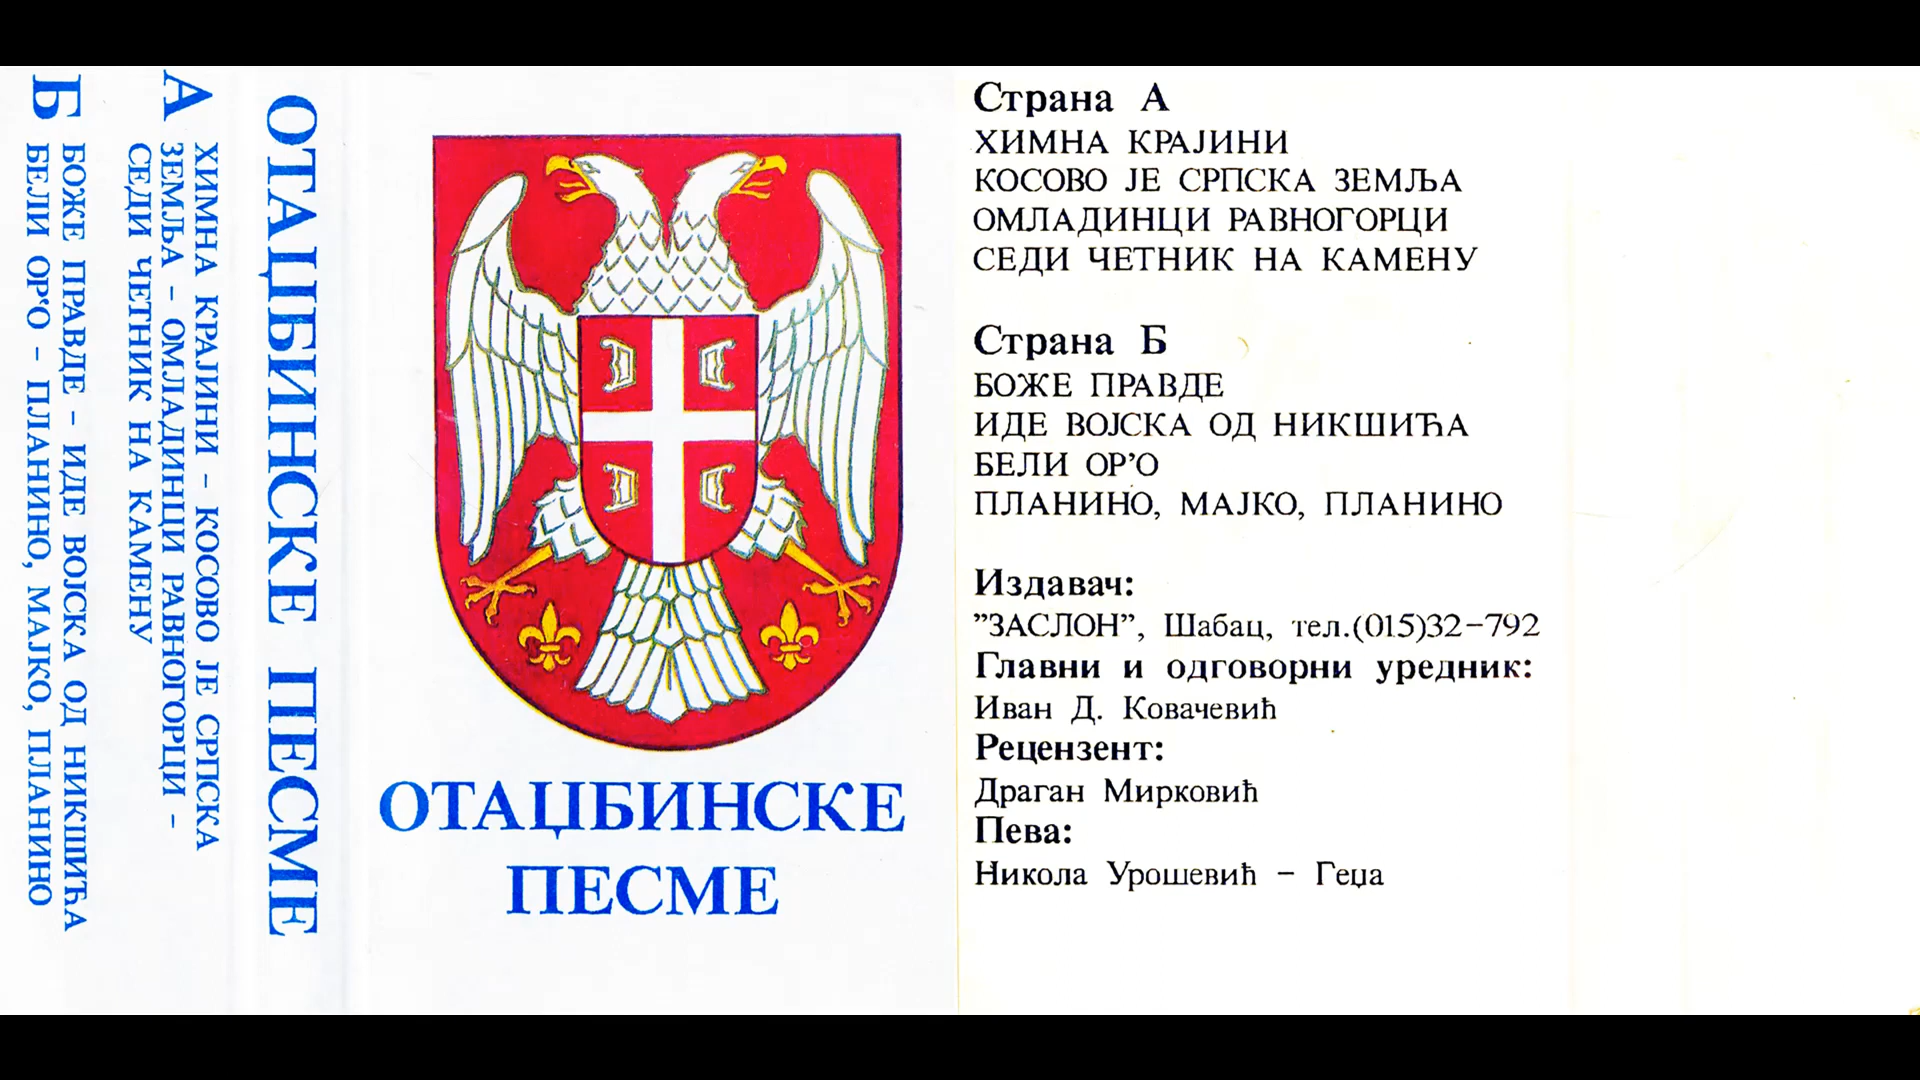 Б
БОЖЕ ПРАВДЕ – ИДЕ ВОЈСКА ОД НИКШИЋА
БЕЛИ ОР'О – ПЛАНИНО, МАЈКО, ПЛАНИНО
А
ХИМНА КРАЈИНИ – КОСОВО ЈЕ СРПСКА
ЗЕМЉА – ОМЛАДИНЦИ РАВНОГОРЦИ –
СЕДИ ЧЕТНИК НА КАМЕНУ
ОТАЏБИНСКЕ ПЕСМЕ
ОТАЏБИНСКЕ
ПЕСМЕ
Страна А
ХИМНА КРАЈИНИ
КОСОВО ЈЕ СРПСКА ЗЕМЉА
ОМЛАДИНЦИ РАВНОГОРЦИ
СЕДИ ЧЕТНИК НА КАМЕНУ
Страна Б
БОЖЕ ПРАВДЕ
ИДЕ ВОЈСКА ОД НИКШИЋА
БЕЛИ ОР’О
ПЛАНИНО, МАЈКО, ПЛАНИНО
Издавач:
”ЗАСЛОН”, Шабац, тел.(015)32–792
Главни и одговорни уредник:
Иван Д. Ковачевић
Рецензент:
Драган Мирковић
Пева:
Никола Урошевић – Геџа